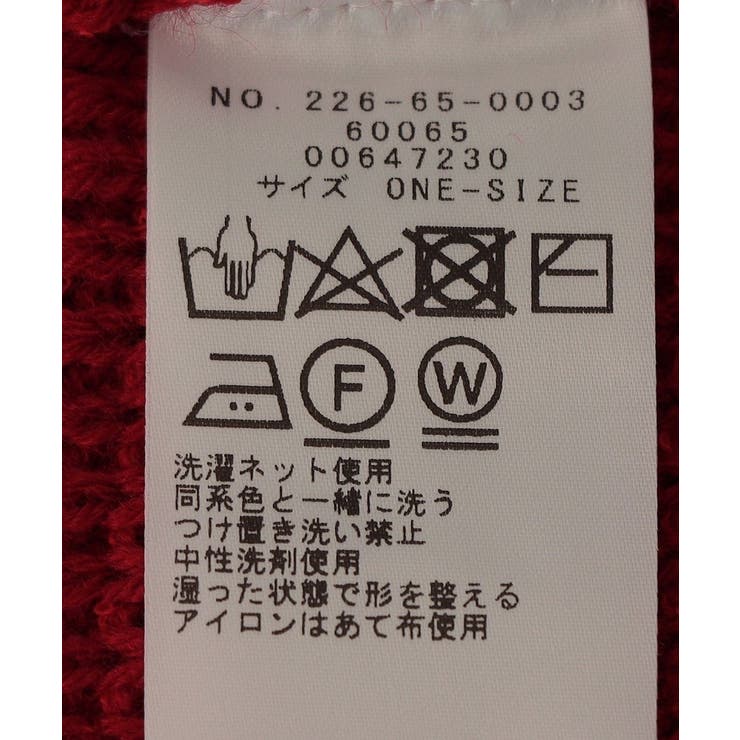 NO. 226-65-0003
60065
00647230
サイズ ONE-SIZE
F
W
洗濯ネット使用
同系色と一緒に洗う
つけ置き洗い禁止
中性洗剤使用
湿った状態で形を整える
アイロンはあて布使用